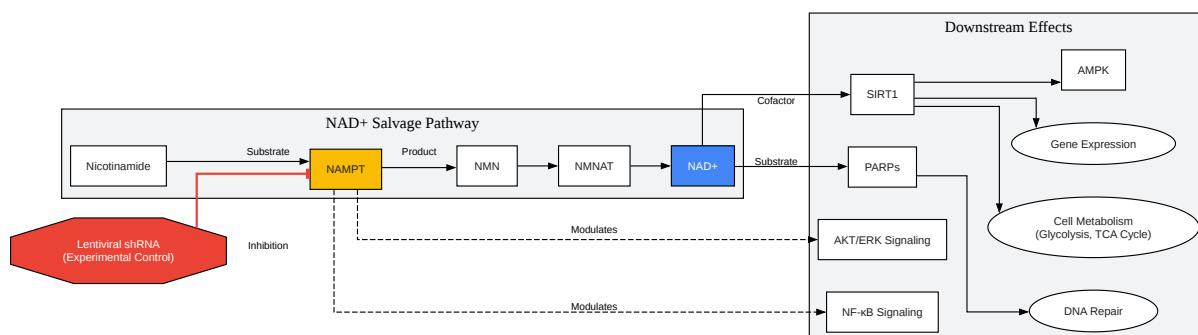 Downstream Effects
AMPK
SIRT1
Cofactor
NAD+ Salvage Pathway
Gene Expression
Nicotinamide
Substrate
NAMPT
Product
NMN
NMNAT
NAD+
Substrate
PARPs
Lentiviral shRNA
(Experimental Control)
Inhibition
Modulates
AKT/ERK Signaling
Cell Metabolism
(Glycolysis, TCA Cycle)
Modulates
NF-κB Signaling
DNA Repair